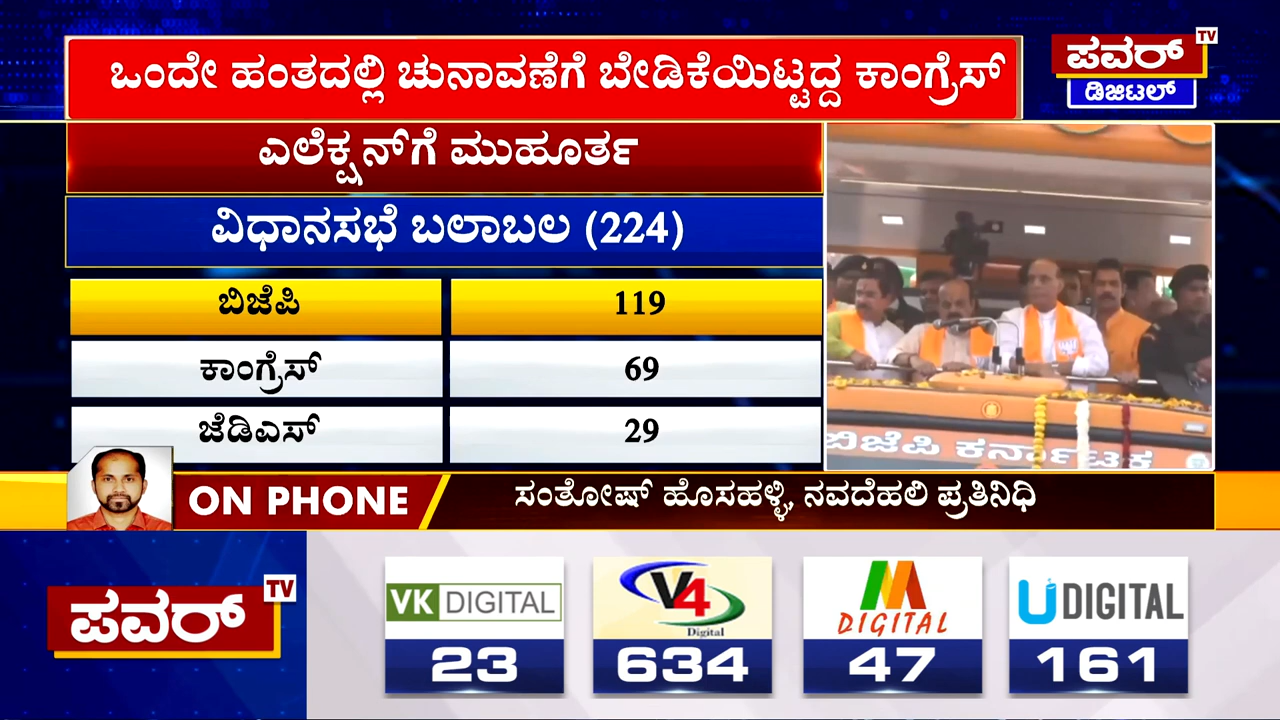 ಒಂದೇ ಹಂತದಲ್ಲಿ ಚುನಾವಣೆಗೆ ಬೇಡಿಕೆಯಿಟ್ಟಿದ್ದ ಕಾಂಗ್ರೆಸ್
ಪವರ್ TV
ಡಿಜಿಟಲ್
ಎಲೆಕ್ಷನ್‌ಗೆ ಮುಹೂರ್ತ
ವಿಧಾನಸಭೆ ಬಲಾಬಲ (224)
ಬಿಜೆಪಿ 119
ಕಾಂಗ್ರೆಸ್ 69
ಜೆಡಿಎಸ್ 29
ಬಿಜೆಪಿ ಕರ್ನಾಟಕ
ON PHONE
ಸಂತೋಷ್ ಹೊಸಹಳ್ಳಿ, ನವದೆಹಲಿ ಪ್ರತಿನಿಧಿ
ಪವರ್ TV
VK DIGITAL
V4 Digital
M DIGITAL
U DIGITAL
23
634
47
161